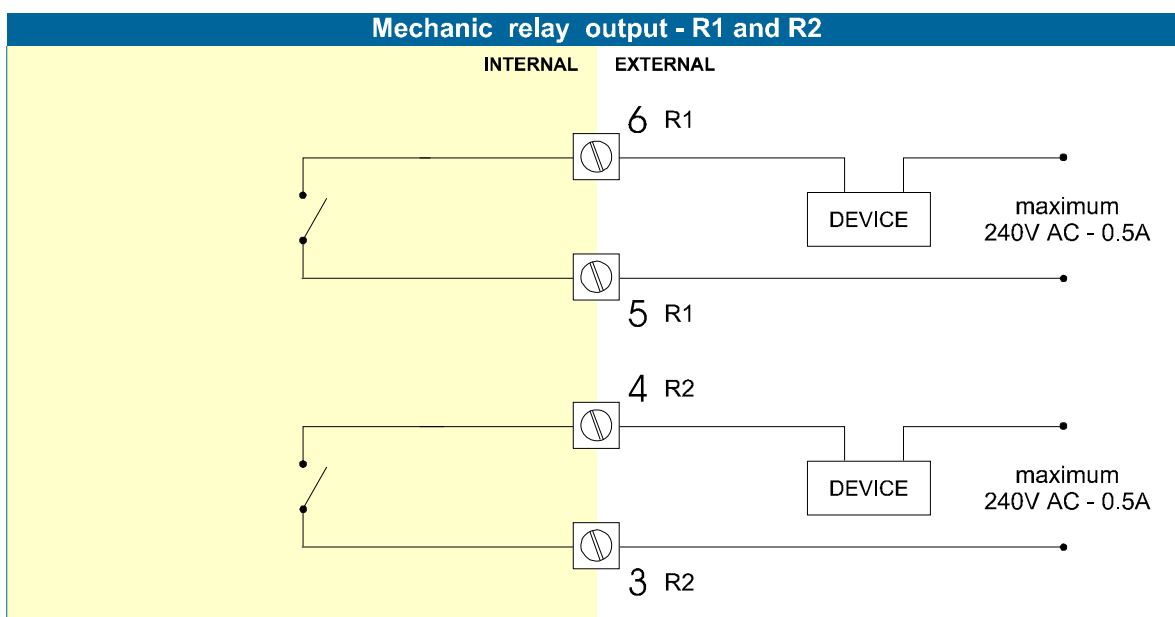 Mechanic relay output - R1 and R2
INTERNAL EXTERNAL
6 R1
DEVICE
maximum
240V AC - 0.5A
5 R1
4 R2
DEVICE
maximum
240V AC - 0.5A
3 R2